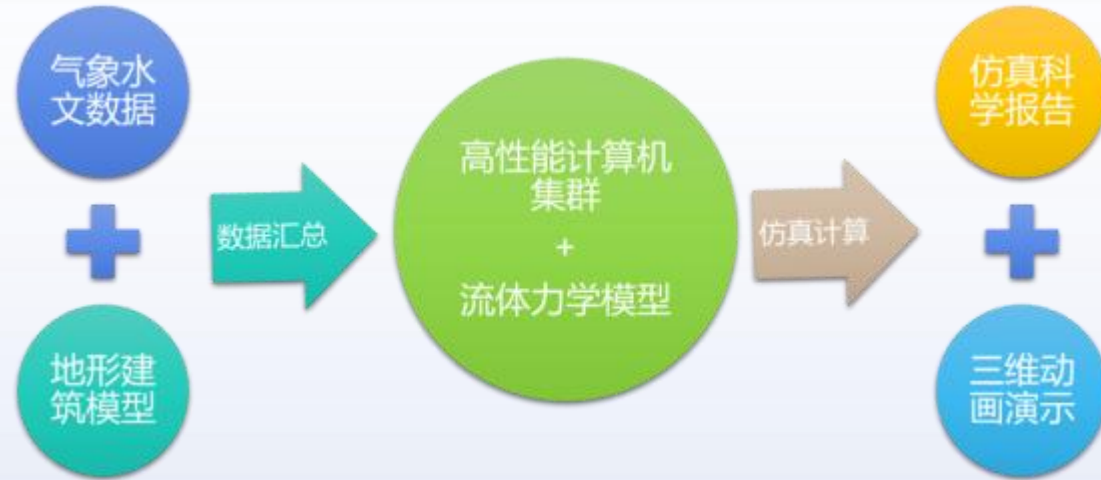 气象水
文数据
地形建
筑模型
数据汇总
高性能计算机
集群
+
流体力学模型
仿真计算
仿真科
学报告
三维动
画演示